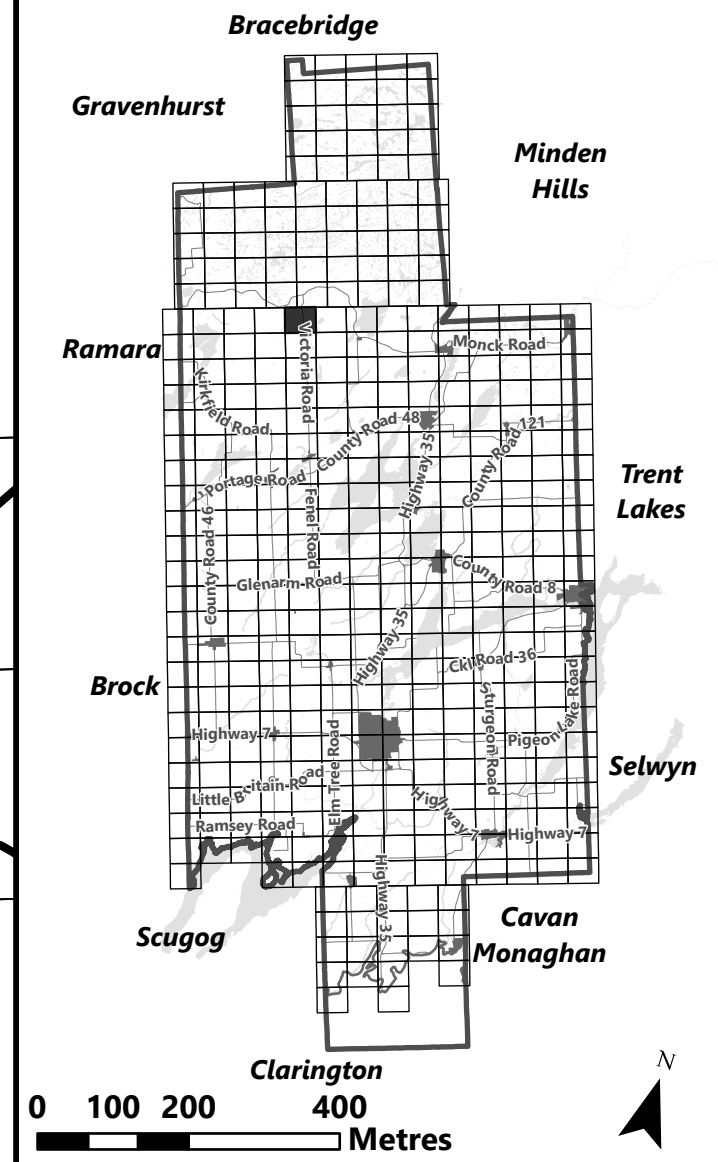 Bracebridge
Gravenhurst
Minden
Hills
Ramara
Monck Road
Victoria Road
Kirkfield Road
County Road 48
121
County Road
Highway 35
Portage Road
Trent
Lakes
Fenel Road
County Road 46
Glenarm Road
County Road 8
Highway 35
Ckl Road 36
Brock
Sturgeon Road
Pigeon Lake Road
Highway 7
Elm Tree Road
Selwyn
Little Britain Road
Ramsey Road
Highway 7
Highway 7
Highway 35
Scugog
Cavan
Monaghan
Clarington
N
0 100 200 400
Metres